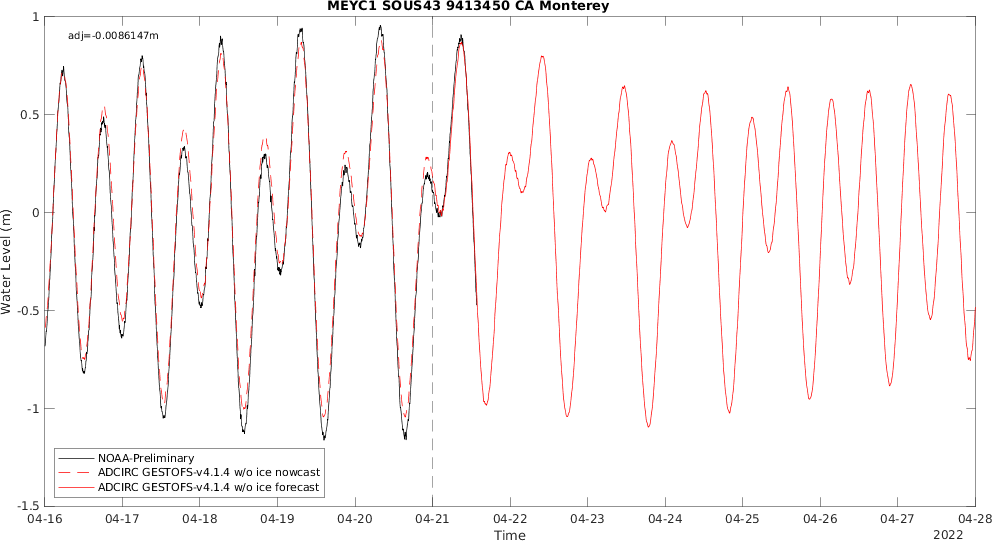 MEYC1 SOUS43 9413450 CA Monterey
adj=-0.0086147m
1
0.5
0
-0.5
-1
-1.5
Water Level (m)
NOAA-Preliminary
ADCIRC GESTOFS-v4.1.4 w/o ice nowcast
ADCIRC GESTOFS-v4.1.4 w/o ice forecast
04-16 04-17 04-18 04-19 04-20 04-21 04-22 04-23 04-24 04-25 04-26 04-27 04-28
Time
2022